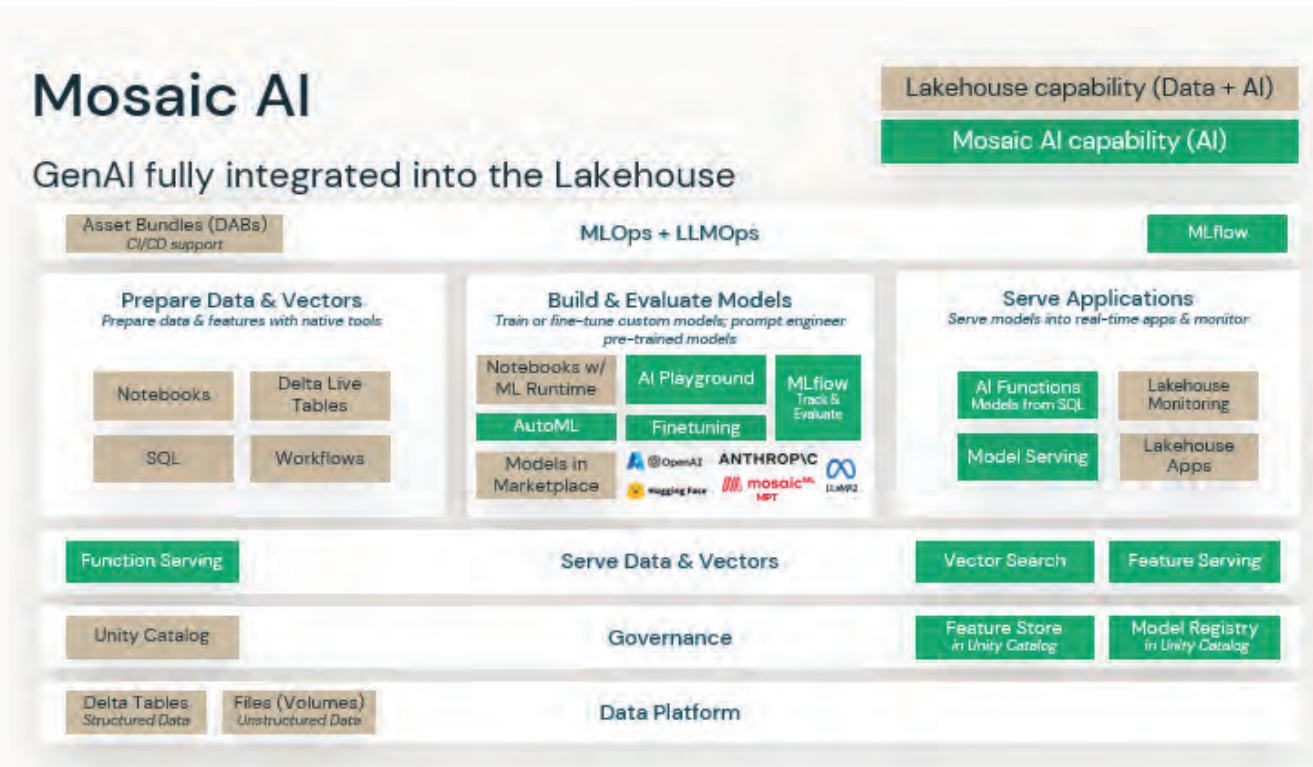 Mosaic AI
GenAI fully integrated into the Lakehouse
Lakehouse capability (Data + AI)
Mosaic AI capability (AI)
Asset Bundles (DABs)
CI/CD support
MLOps + LLMOps
MLflow
Prepare Data & Vectors
Prepare data & features with native tools
Notebooks
Delta Live
Tables
SQL
Workflows
Build & Evaluate Models
Train or fine-tune custom models; prompt engineer
pre-trained models
Notebooks w/
ML Runtime
AI Playground
MLflow
Track &
Evaluate
AutoML
Finetuning
Models in
Marketplace
OpenAI
ANTHROP\C
Hugging Face
mosaicML
MPT
LLaMA2
Serve Applications
Serve models into real-time apps & monitor
AI Functions
Models from SQL
Lakehouse
Monitoring
Model Serving
Lakehouse
Apps
Function Serving
Serve Data & Vectors
Vector Search
Feature Serving
Unity Catalog
Governance
Feature Store
in Unity Catalog
Model Registry
in Unity Catalog
Delta Tables
Structured Data
Files (Volumes)
Unstructured Data
Data Platform